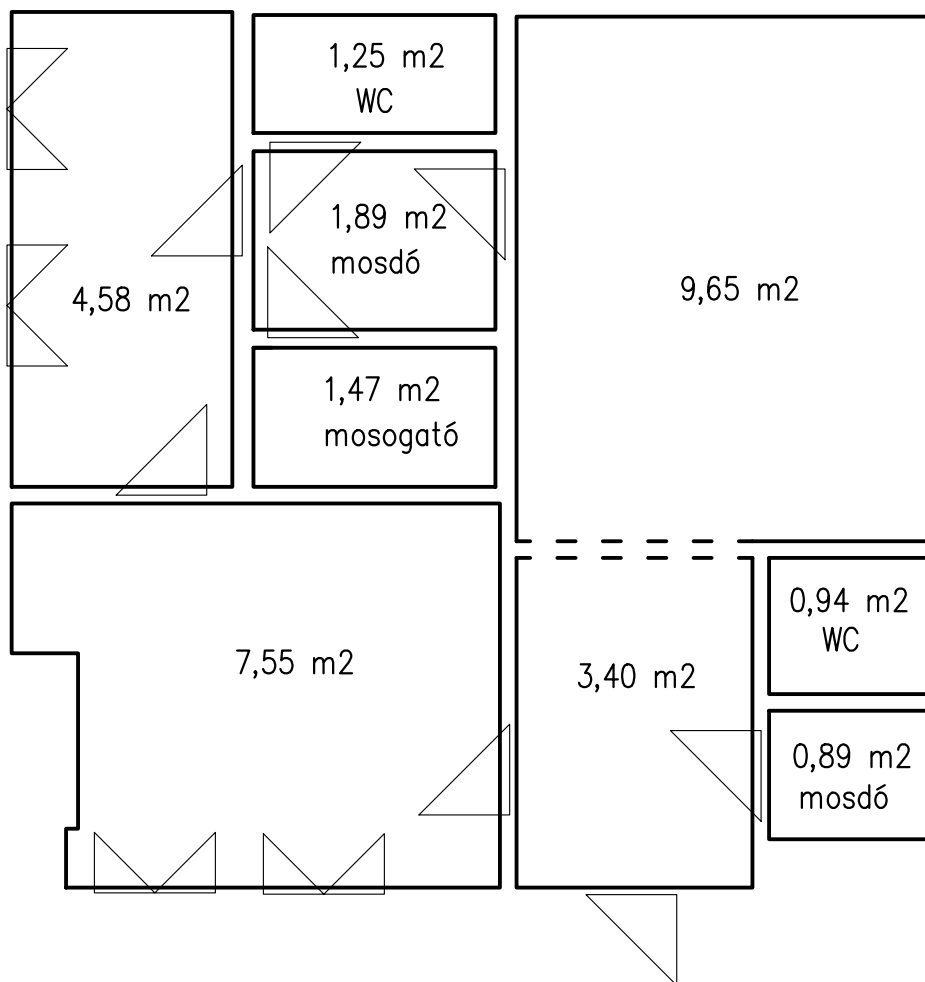 1,25 m2
WC
1,89 m2
mosdó
4,58 m2
9,65 m2
1,47 m2
mosogató
7,55 m2
3,40 m2
0,94 m2
WC
0,89 m2
mosdó